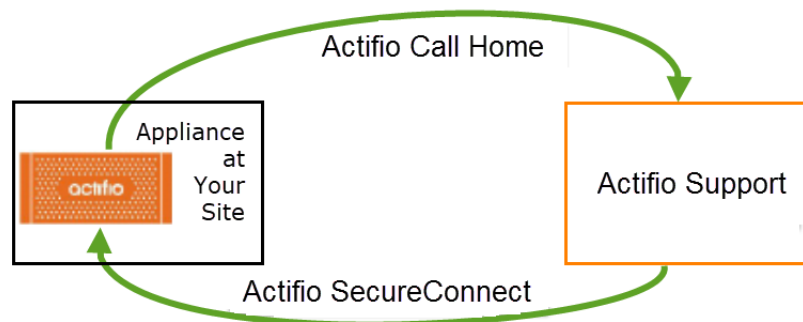 Actifio Call Home
Appliance
at
Your
Site
actifio
Actifio Support
Actifio SecureConnect